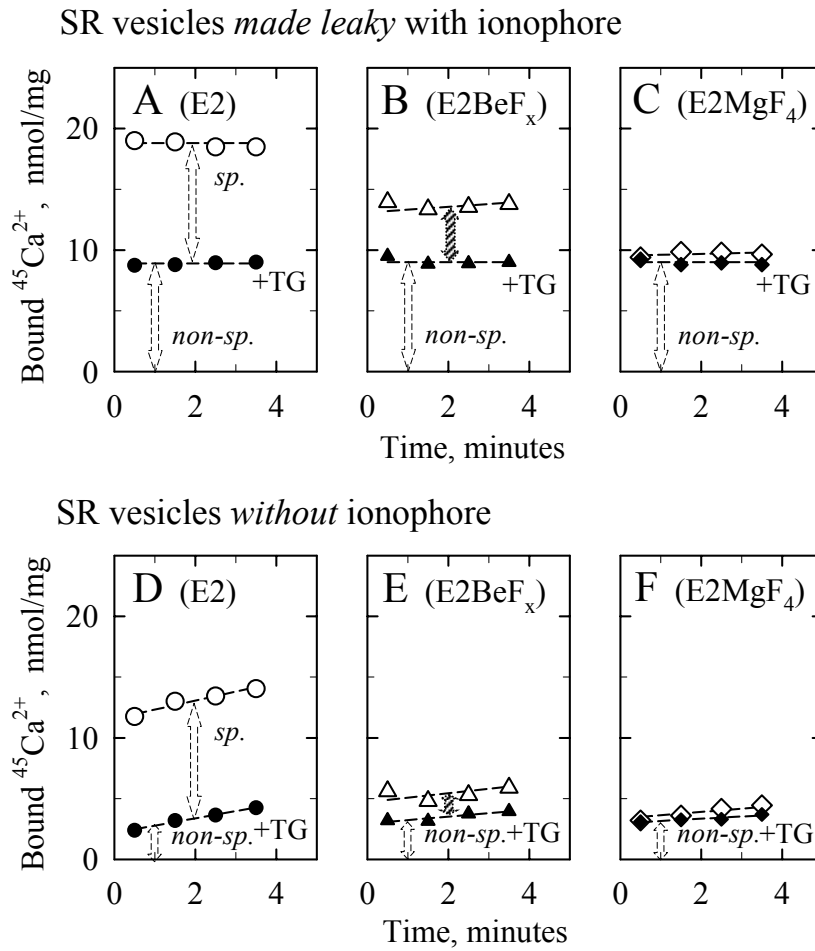 SR vesicles made leaky with ionophore
A (E2)
B (E2BeFx)
C (E2MgF4)
Bound 45Ca2+, nmol/mg
20
10
0
sp.
+TG
non-sp.
+TG
non-sp.
+TG
non-sp.
0 2 4
0 2 4
0 2 4
Time, minutes
SR vesicles without ionophore
D (E2)
E (E2BeFx)
F (E2MgF4)
Bound 45Ca2+, nmol/mg
20
10
0
sp.
non-sp.+TG
non-sp.+TG
non-sp.+TG
0 2 4
0 2 4
0 2 4
Time, minutes